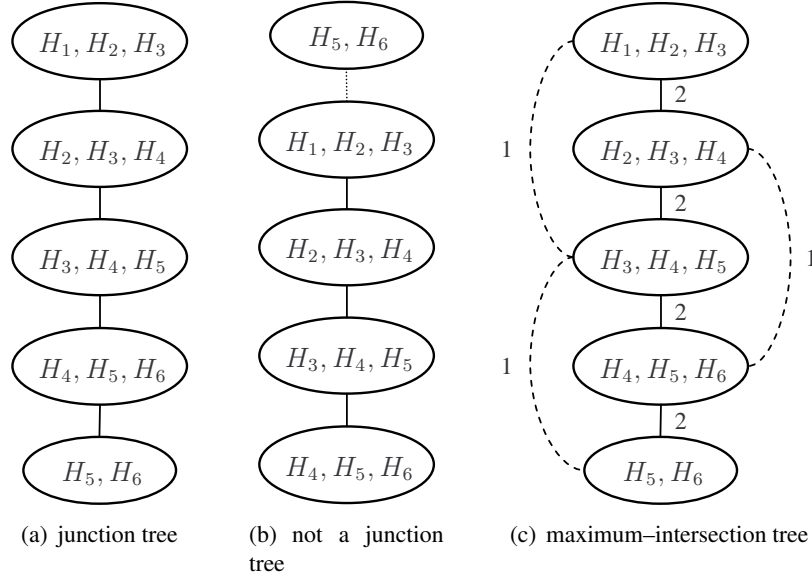 H₁, H₂, H₃
H₂, H₃, H₄
H₃, H₄, H₅
H₄, H₅, H₆
H₅, H₆
(a) junction tree
H₅, H₆
H₁, H₂, H₃
H₂, H₃, H₄
H₃, H₄, H₅
H₄, H₅, H₆
(b) not a junction
tree
H₁, H₂, H₃
2
1
H₂, H₃, H₄
2
H₃, H₄, H₅
1
2
1
H₄, H₅, H₆
2
H₅, H₆
(c) maximum–intersection tree